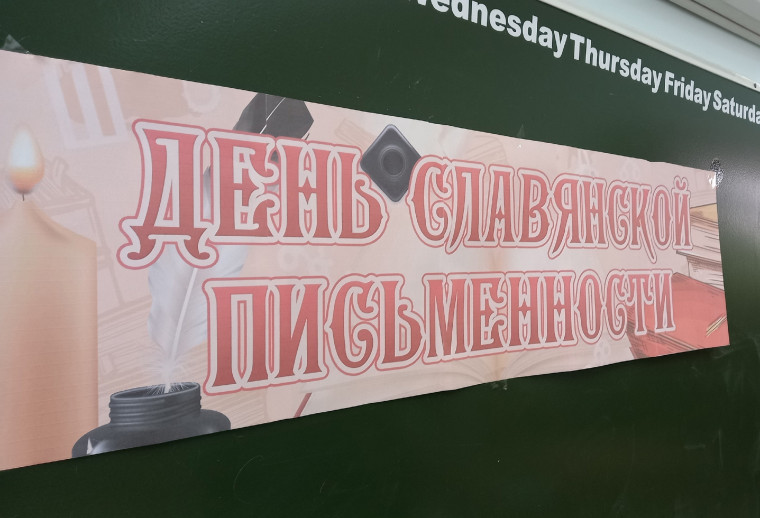 Wednesday Thursday Friday Saturday
ДЕНЬ СЛАВЯНСКОЙ
ПИСЬМЕННОСТИ